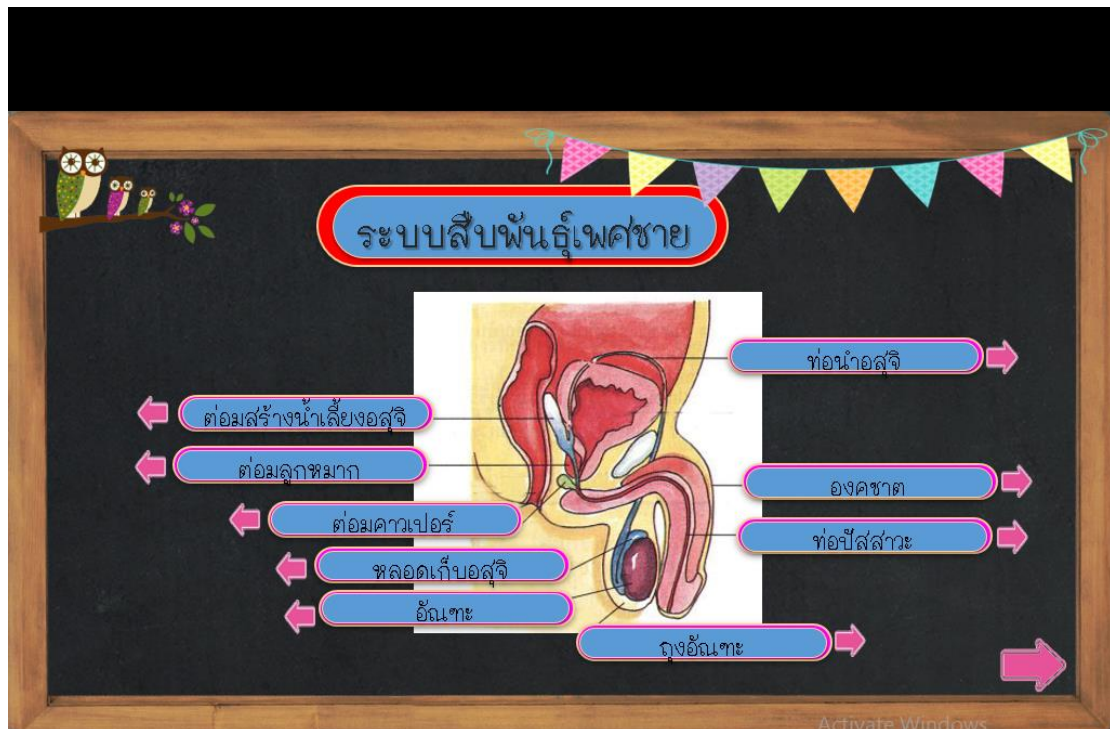 ระบบสืบพันธุ์เพศชาย
ท่อนำอสุจิ
ต่อมสร้างน้ำเลี้ยงอสุจิ
ต่อมลูกหมาก
องคชาต
ต่อมคาวเปอร์
ท่อปัสสาวะ
หลอดเก็บอสุจิ
อัณฑะ
ถุงอัณฑะ
Activate Windows